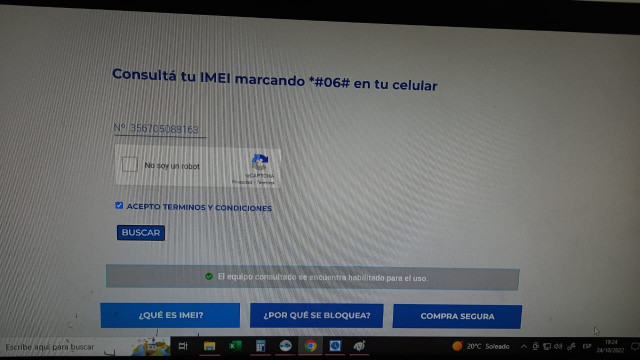 Consultá tu IMEI marcando *#06# en tu celular
Nº 356705088163
No soy un robot
reCAPTCHA
Privacidad - Términos
ACEPTO TERMINOS Y CONDICIONES
BUSCAR
El equipo consultado se encuentra habilitado para el uso.
¿QUÉ ES IMEI?
¿POR QUÉ SE BLOQUEA?
COMPRA SEGURA
Escribe aquí para buscar
20°C Soleado
ESP
19:24
24/10/2022